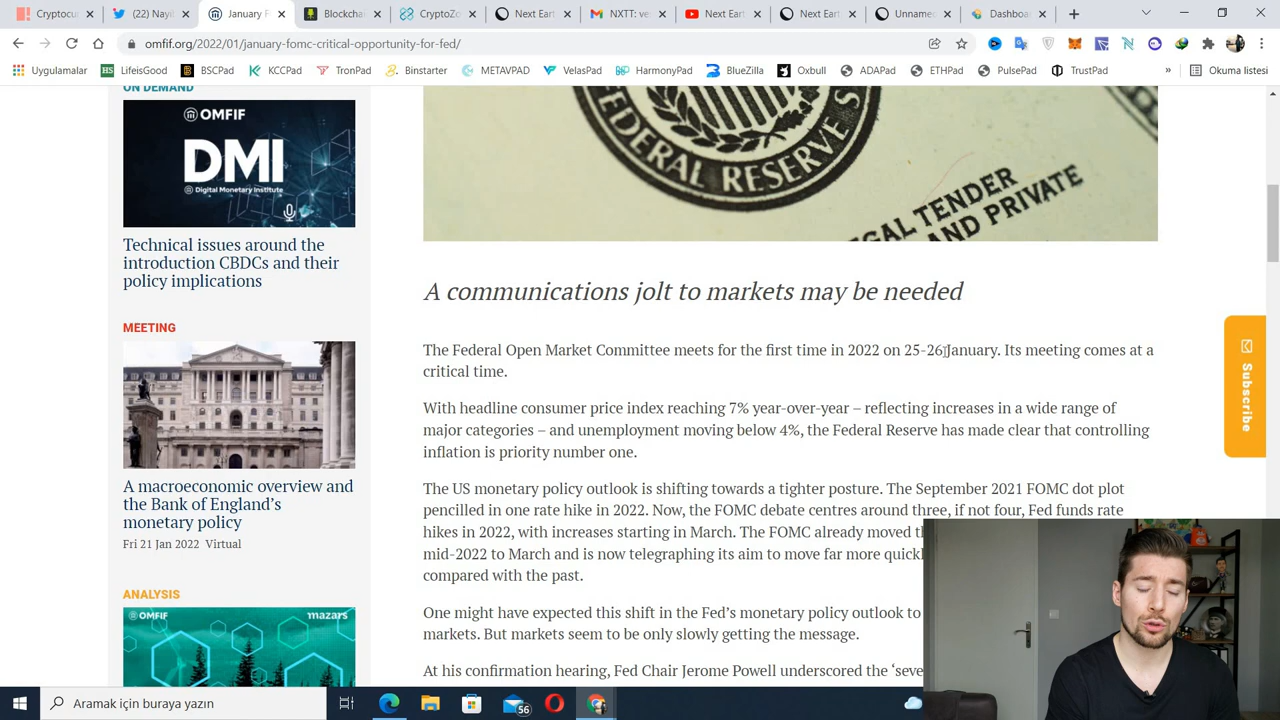 Cryptocu
(22) Nayib
January F
Blockchai
CryptoZo
Next Eart
NXTT: ves
Next Eart
Next Eart
Unnamed
Dashboa
omfif.org/2022/01/january-fomc-critical-opportunity-for-fed/
Uygulamalar
LifeisGood
BSCPad
KCCPad
TronPad
Binstarter
METAVPAD
VelasPad
HarmonyPad
BlueZilla
Oxbull
ADAPad
ETHPad
PulsePad
TrustPad
»
Okuma listesi
ON DEMAND
OMFIF
DMI
Digital Monetary Institute
Technical issues around the
introduction CBDCs and their
policy implications
MEETING
A macroeconomic overview and
the Bank of England's
monetary policy
Fri 21 Jan 2022 Virtual
ANALYSIS
OMFIF
mazars
FEDERAL RESERVE S
GAL TENDER
AND PRIVATE
A communications jolt to markets may be needed
The Federal Open Market Committee meets for the first time in 2022 on 25-26 January. Its meeting comes at a
critical time.
With headline consumer price index reaching 7% year-over-year – reflecting increases in a wide range of
major categories – and unemployment moving below 4%, the Federal Reserve has made clear that controlling
inflation is priority number one.
The US monetary policy outlook is shifting towards a tighter posture. The September 2021 FOMC dot plot
pencilled in one rate hike in 2022. Now, the FOMC debate centres around three, if not four, Fed funds rate
hikes in 2022, with increases starting in March. The FOMC already moved th
mid-2022 to March and is now telegraphing its aim to move far more quickl
compared with the past.
One might have expected this shift in the Fed's monetary policy outlook to
markets. But markets seem to be only slowly getting the message.
At his confirmation hearing, Fed Chair Jerome Powell underscored the 'seve
Subscribe
Aramak için buraya yazın
56